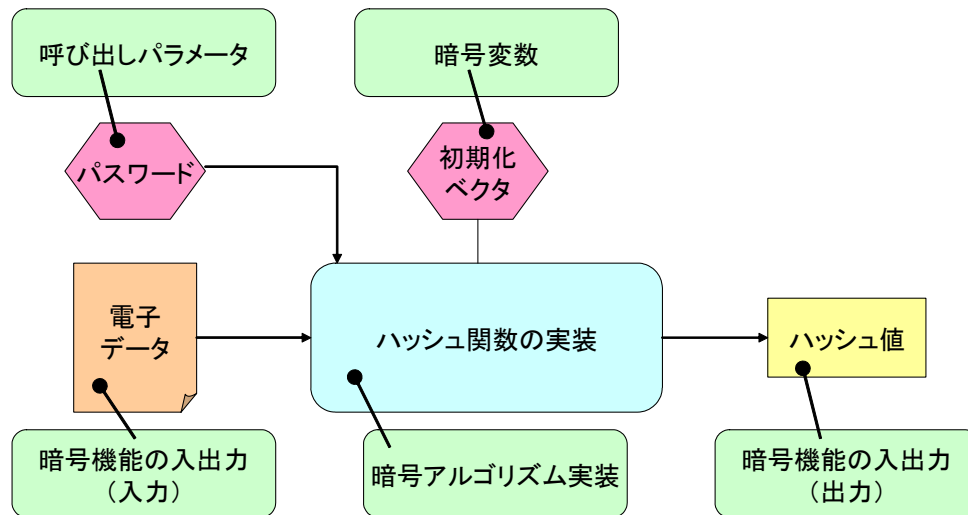 呼び出しパラメータ
暗号変数
パスワード
初期化
ベクタ
電子
データ
ハッシュ関数の実装
ハッシュ値
暗号機能の入出力
（入力）
暗号アルゴリズム実装
暗号機能の入出力
（出力）